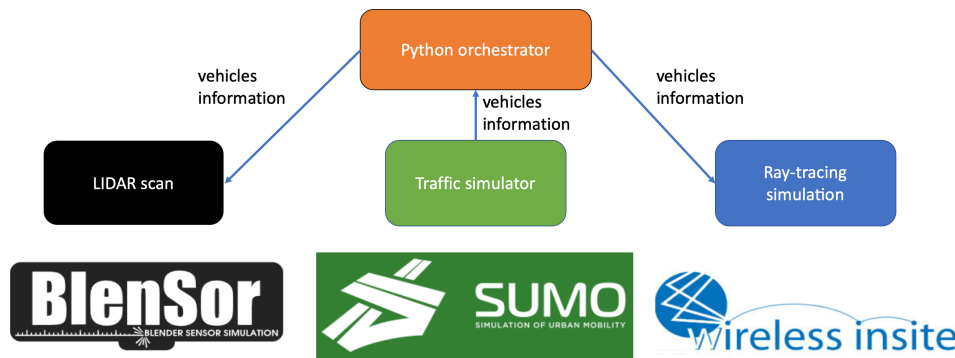 Python orchestrator
vehicles
information
vehicles
information
vehicles
information
LIDAR scan
Traffic simulator
Ray-tracing
simulation
BlenSor
BLENDER SENSOR SIMULATION
SUMO
SIMULATION OF URBAN MOBILITY
wireless insite